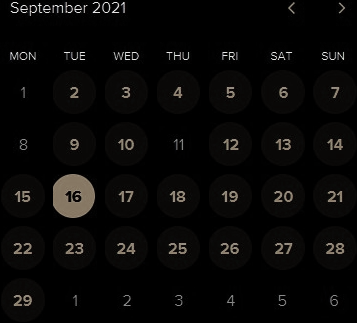 September 2021
MON TUE WED THU FRI SAT SUN
1 2 3 4 5 6 7
8 9 10 11 12 13 14
15 16 17 18 19 20 21
22 23 24 25 26 27 28
29 1 2 3 4 5 6